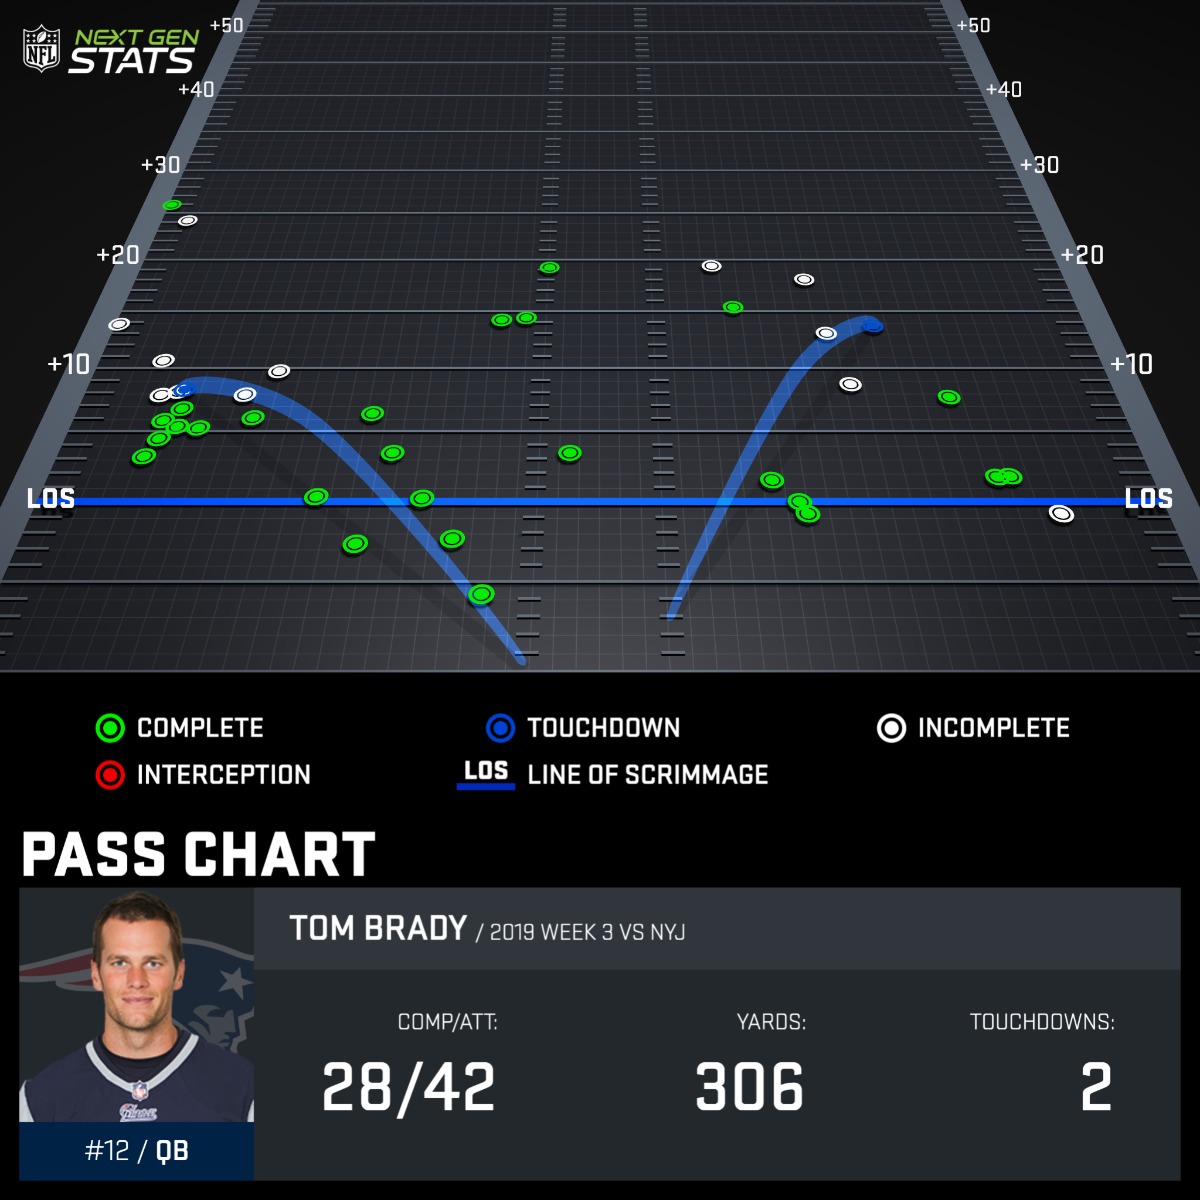 NFL NEXT GEN STATS
+50 +50
+40 +40
+30 +30
+20 +20
+10 +10
LOS LOS
COMPLETE TOUCHDOWN INCOMPLETE
INTERCEPTION LOS LINE OF SCRIMMAGE
PASS CHART
TOM BRADY / 2019 WEEK 3 VS NYJ
COMP/ATT: YARDS: TOUCHDOWNS:
28/42 306 2
Patriots
#12 / QB